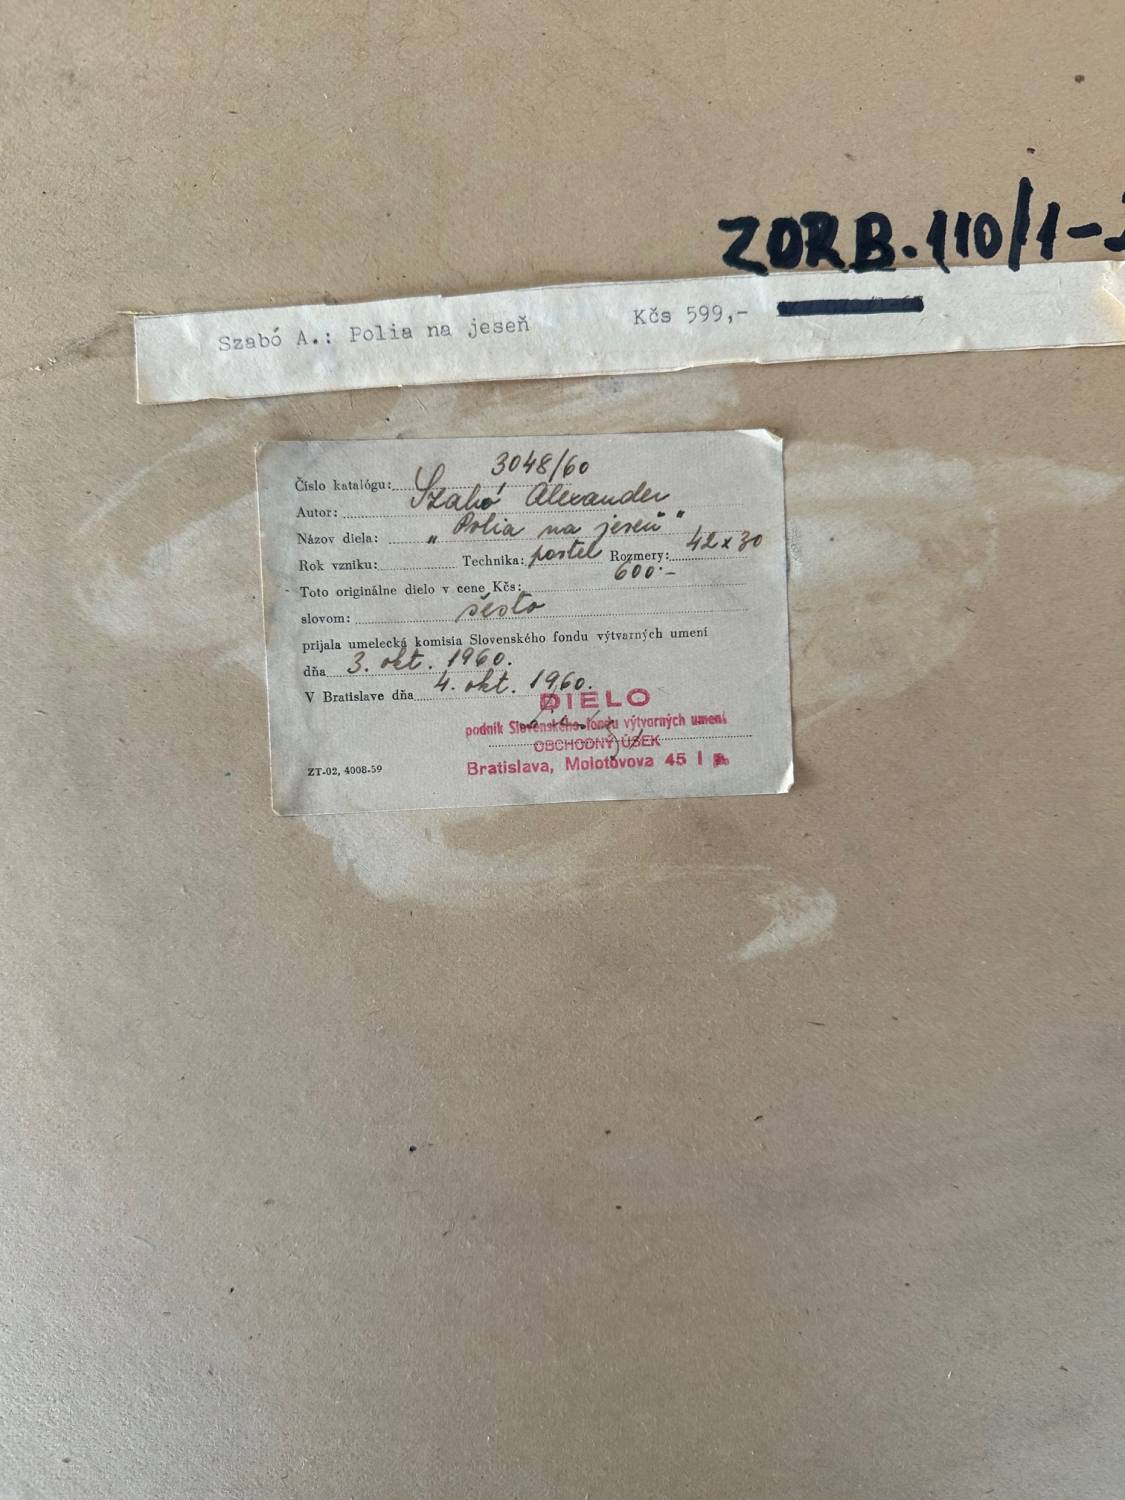 ZORB.110/1-
Szabó A.: Polia na jeseň Kčs 599,-
Číslo katalógu: 3048/60
Autor: Szabó Alexander
Názov diela: „Polia na jeseň"
Rok vzniku: Technika: pastel Rozmery: 42x30
Toto originálne dielo v cene Kčs: 600.-
slovom: šesto
prijala umelecká komisia Slovenského fondu výtvarných umení
dňa 3. okt. 1960.
V Bratislave dňa 4. okt. 1960.
DIELO
podnik Slovenského fondu výtvarných umení
OBCHODNÝ ÚSEK
Bratislava, Molotovova 45 I
ZT-02, 4008-59